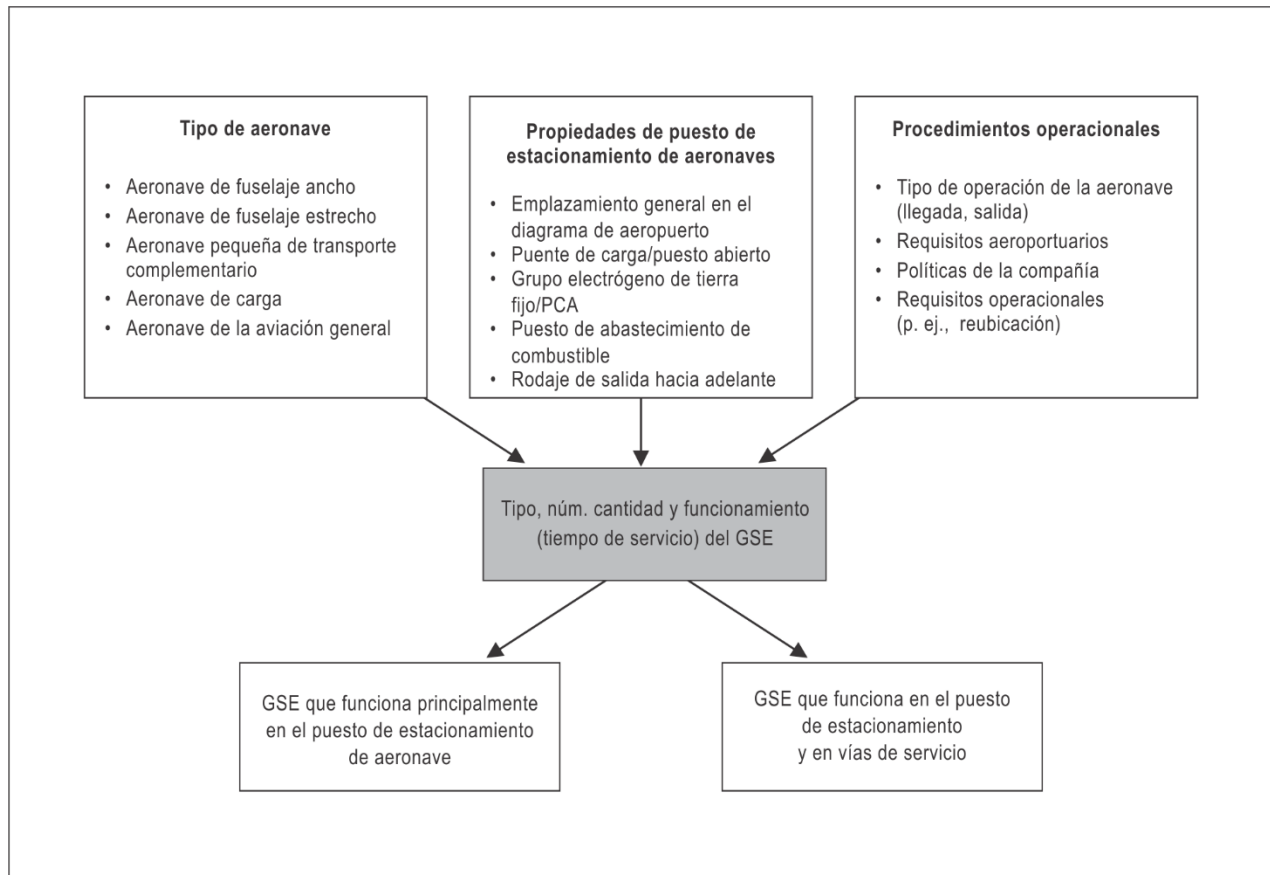 Tipo de aeronave
• Aeronave de fuselaje ancho
• Aeronave de fuselaje estrecho
• Aeronave pequeña de transporte
complementario
• Aeronave de carga
• Aeronave de la aviación general
Propiedades de puesto de
estacionamiento de aeronaves
• Emplazamiento general en el
diagrama de aeropuerto
• Puente de carga/puesto abierto
• Grupo electrógeno de tierra
fijo/PCA
• Puesto de abastecimiento de
combustible
• Rodaje de salida hacia adelante
Procedimientos operacionales
• Tipo de operación de la aeronave
(llegada, salida)
• Requisitos aeroportuarios
• Políticas de la compañía
• Requisitos operacionales
(p. ej., reubicación)
Tipo, núm. cantidad y funcionamiento
(tiempo de servicio) del GSE
GSE que funciona principalmente
en el puesto de estacionamiento
de aeronave
GSE que funciona en el puesto
de estacionamiento
y en vías de servicio